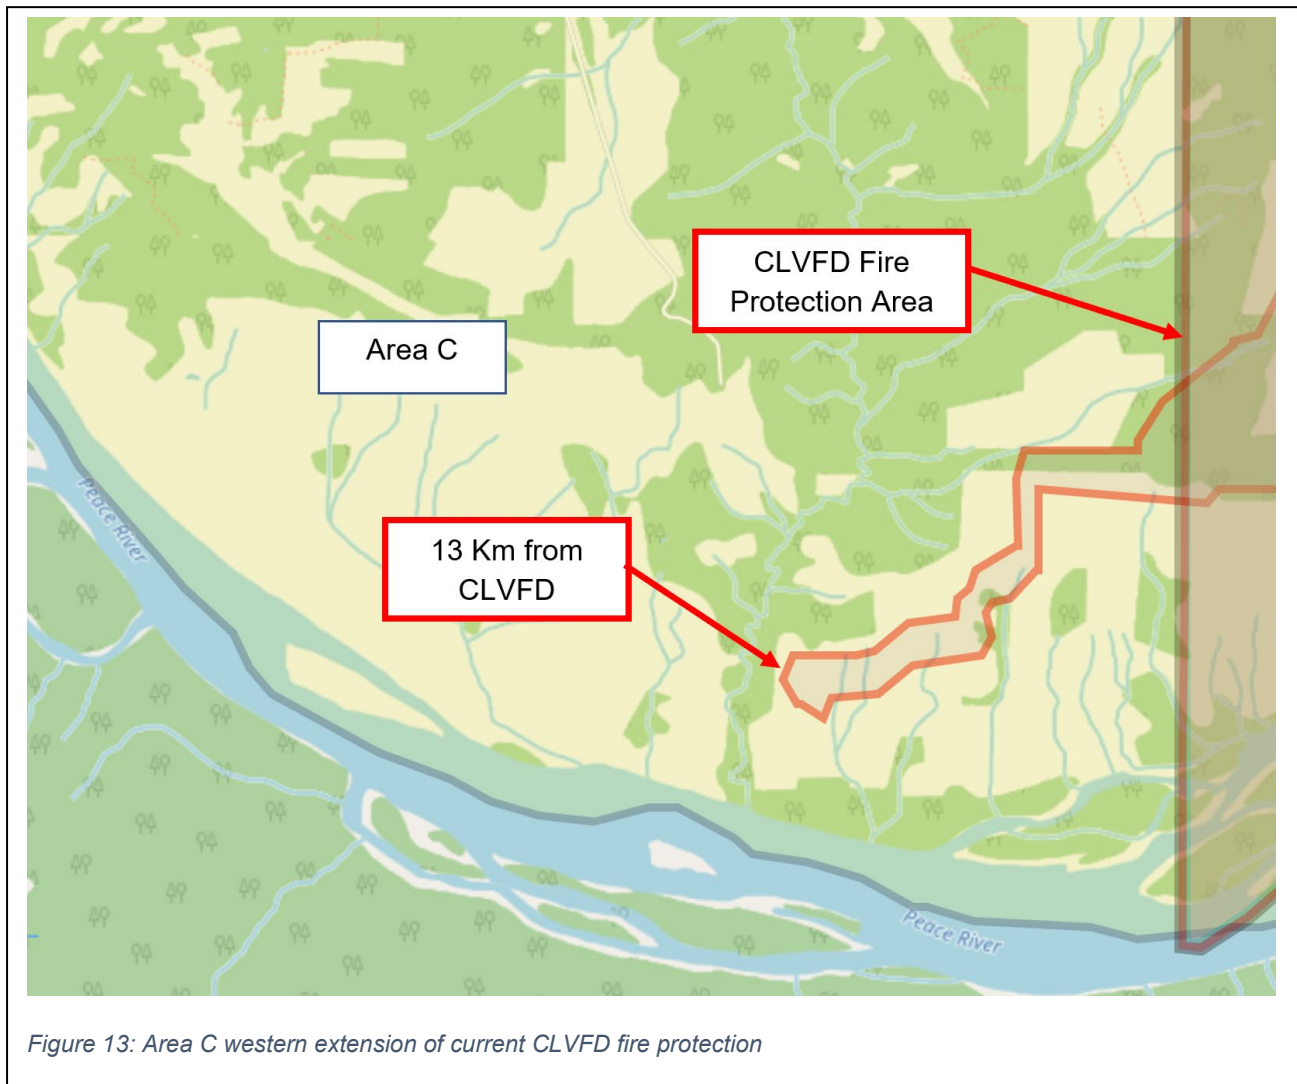 CLVFD Fire
Protection Area
Area C
Peace River
13 Km from
CLVFD
Peace River
Figure 13: Area C western extension of current CLVFD fire protection